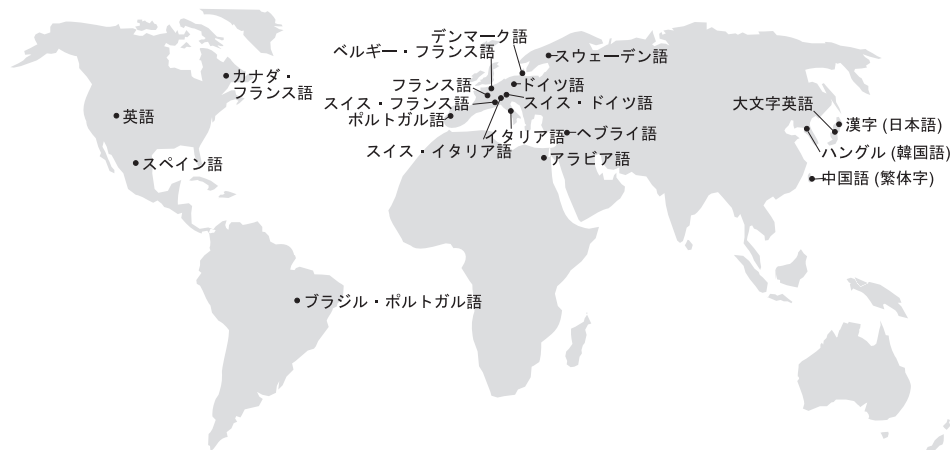 デンマーク語
ベルギー・フランス語
スウェーデン語
カナダ・
フランス語
フランス語
ドイツ語
スイス・フランス語
スイス・ドイツ語
大文字英語
英語
ポルトガル語
漢字 (日本語)
イタリア語
ヘブライ語
スイス・イタリア語
ハングル (韓国語)
スペイン語
アラビア語
中国語 (繁体字)
ブラジル・ポルトガル語